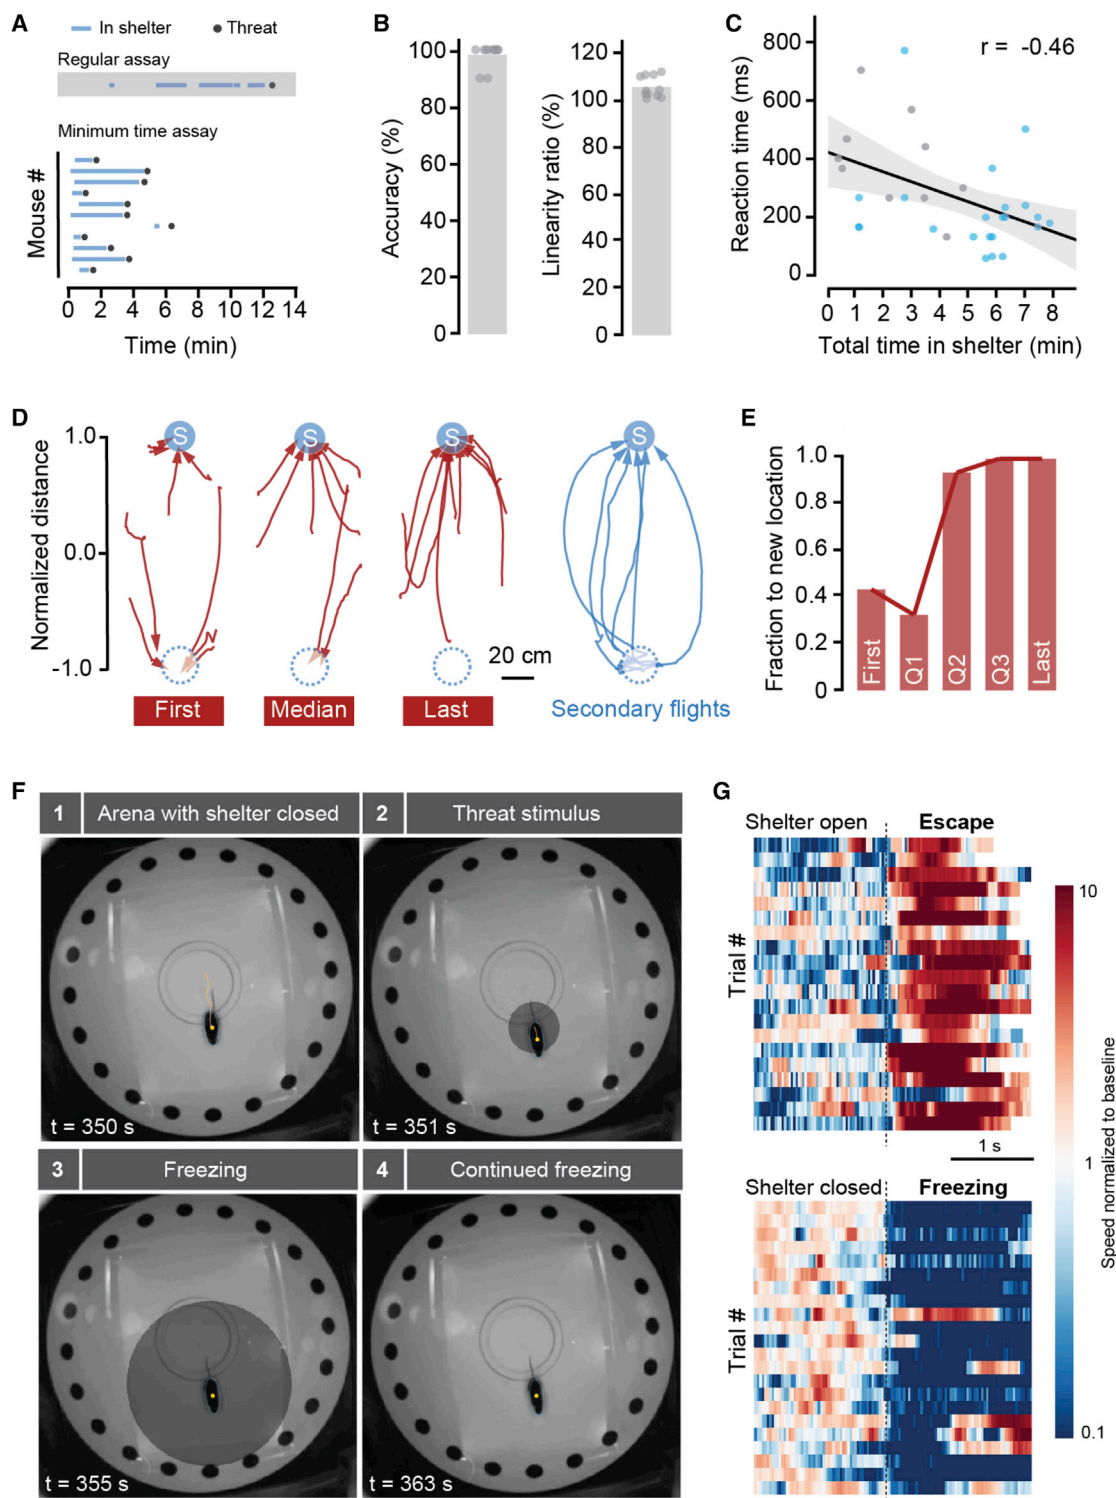 A
In shelter
Threat
Regular assay
Minimum time assay
Mouse #
0 2 4 6 8 10 12 14
Time (min)
B
100
80
60
40
20
0
Accuracy (%)
120
100
80
60
40
20
0
Linearity ratio (%)
C
r = -0.46
800
600
400
200
0
Reaction time (ms)
0 1 2 3 4 5 6 7 8
Total time in shelter (min)
D
1.0
0.0
-1.0
Normalized distance
S
S
S
S
20 cm
First
Median
Last
Secondary flights
E
1.0
0.8
0.6
0.4
0.2
0
Fraction to new location
First
Q1
Q2
Q3
Last
F
1 Arena with shelter closed
t = 350 s
2 Threat stimulus
t = 351 s
3 Freezing
t = 355 s
4 Continued freezing
t = 363 s
G
Shelter open Escape
Trial #
1 s
Shelter closed Freezing
Trial #
10
1
0.1
Speed normalized to baseline